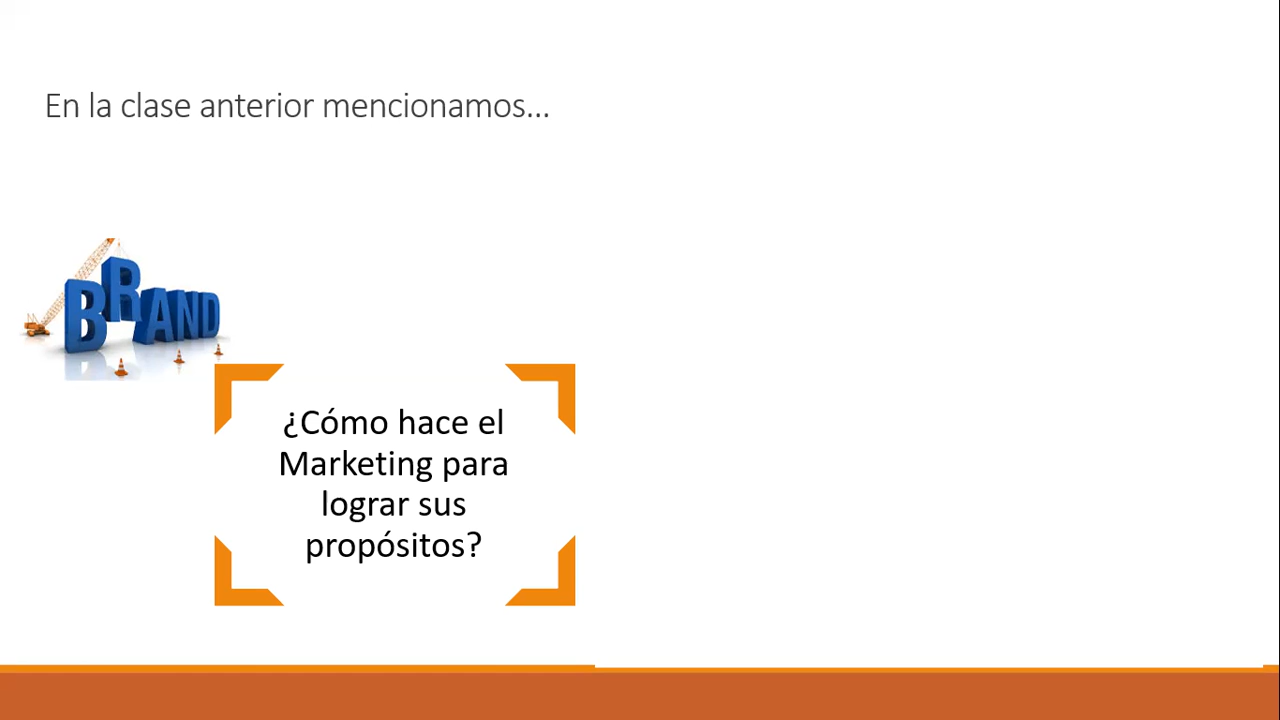 En la clase anterior mencionamos...
BRAND
¿Cómo hace el
Marketing para
lograr sus
propósitos?